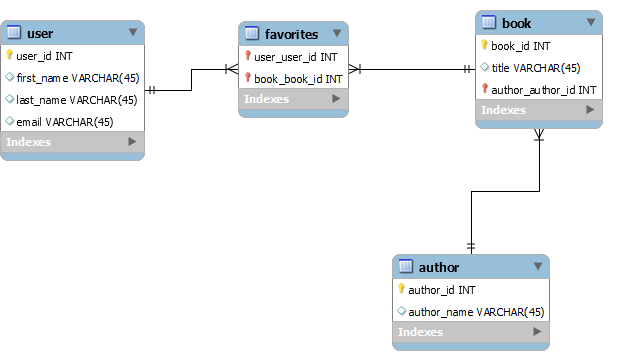 user
user_id INT
first_name VARCHAR(45)
last_name VARCHAR(45)
email VARCHAR(45)
Indexes
favorites
user_user_id INT
book_book_id INT
Indexes
book
book_id INT
title VARCHAR(45)
author_author_id INT
Indexes
author
author_id INT
author_name VARCHAR(45)
Indexes